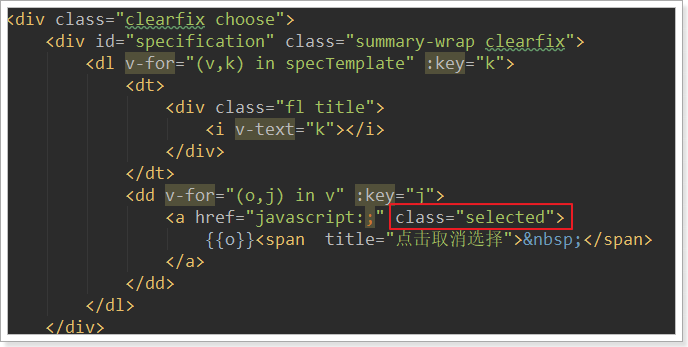 <div class="clearfix choose">
    <div id="specification" class="summary-wrap clearfix">
        <dl v-for="(v,k) in specTemplate" :key="k">
            <dt>
                <div class="fl title">
                    <i v-text="k"></i>
                </div>
            </dt>
            <dd v-for="(o,j) in v" :key="j">
                <a href="javascript:;" class="selected">
                    {{o}}<span  title="点击取消选择">&nbsp;</span>
                </a>
            </dd>
        </dl>
    </div>